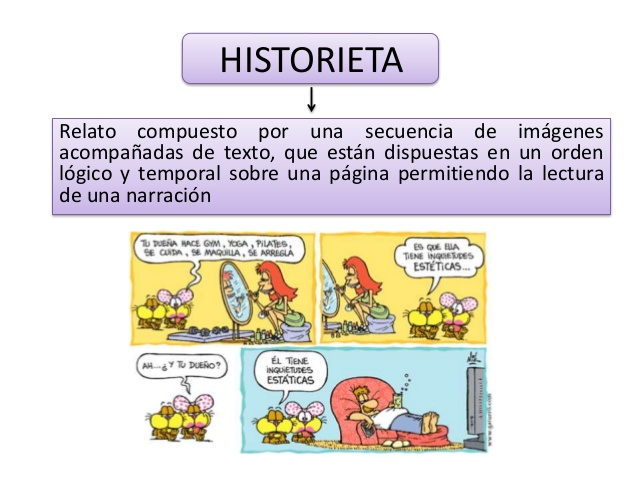 HISTORIETA
Relato compuesto por una secuencia de imágenes
acompañadas de texto, que están dispuestas en un orden
lógico y temporal sobre una página permitiendo la lectura
de una narración
TU DUEÑA HACE GYM, YOGA, PILATES,
SE CUIDA, SE MAQUILLA, SE ARREGLA
ES QUE ELLA
TIENE INQUIETUDES
ESTÉTICAS...
AH...¿Y TU DUEÑO?
ÉL TIENE
INQUIETUDES
ESTÁTICAS